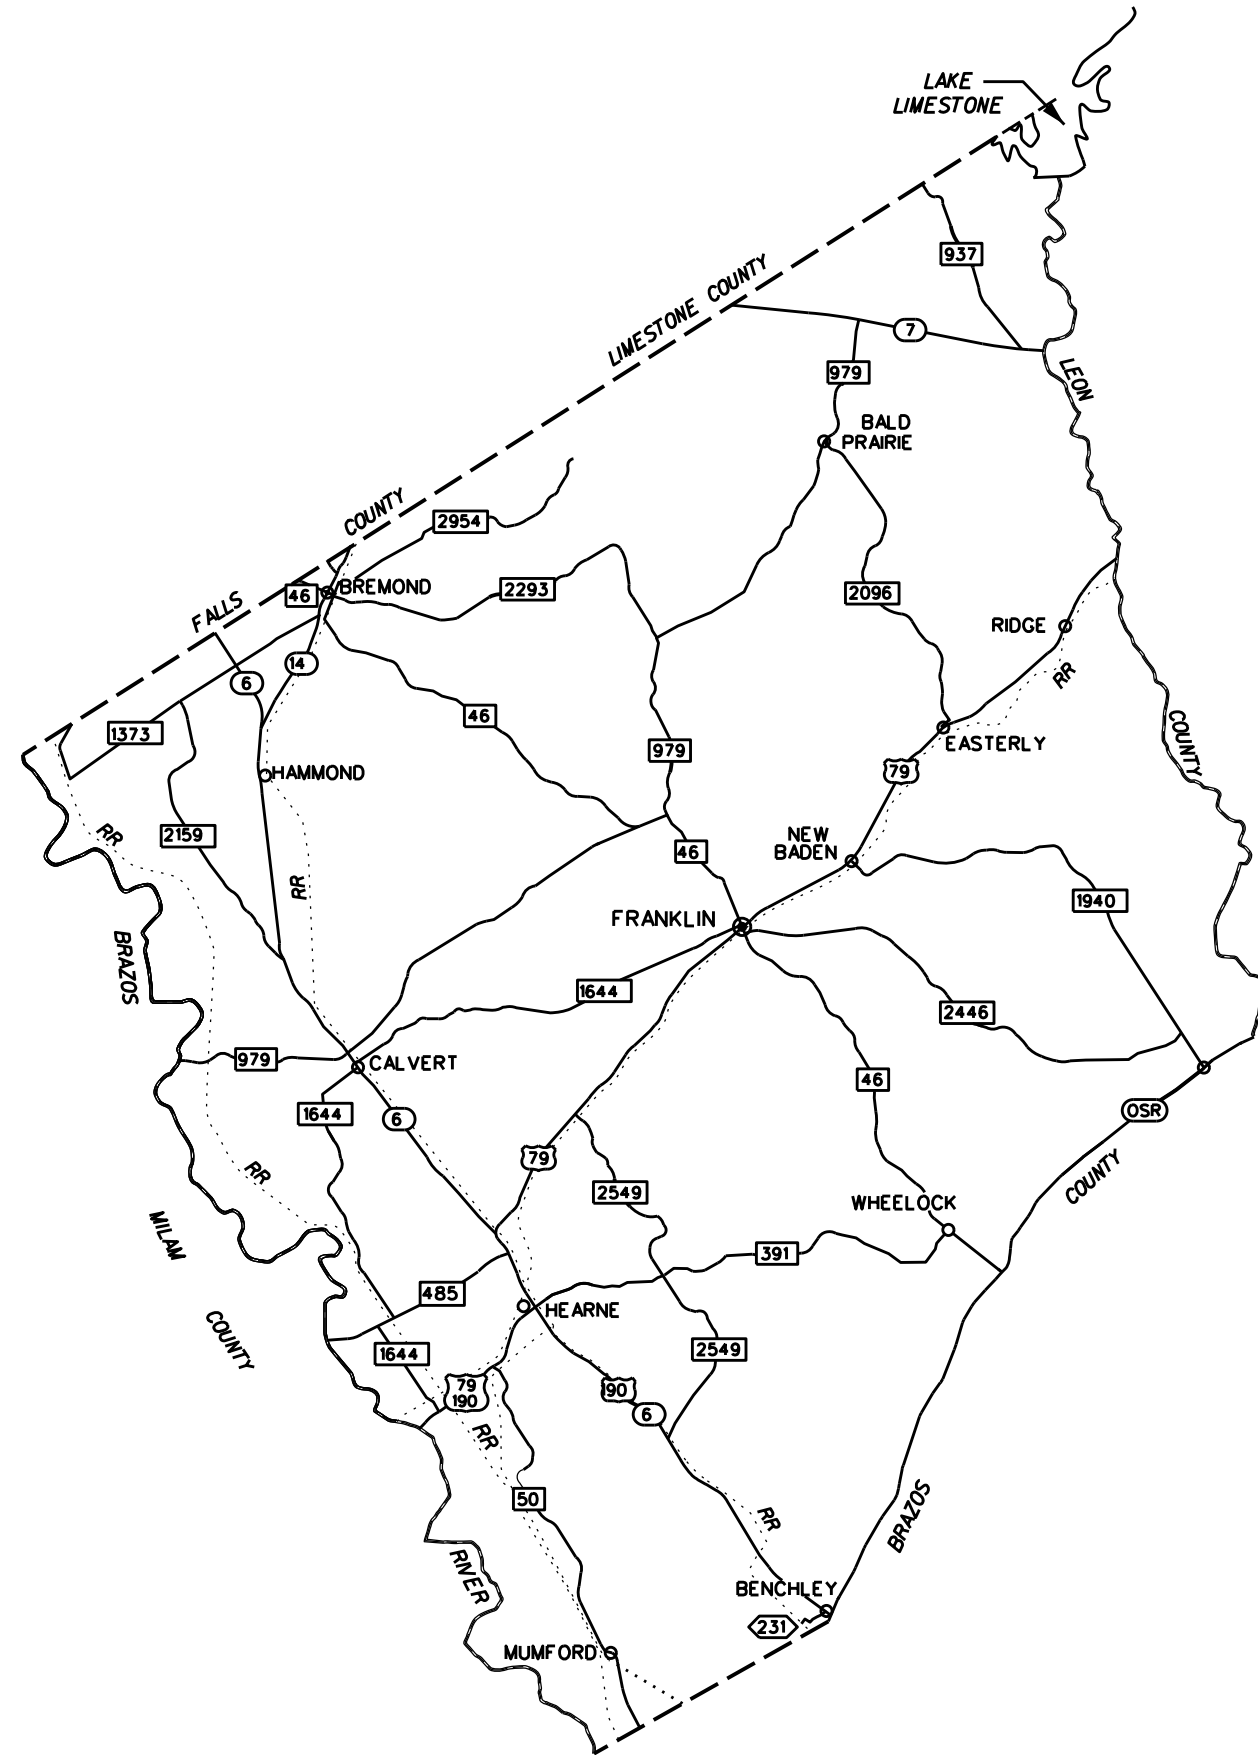 LAKE
LIMESTONE
937
LIMESTONE COUNTY
7
979
LEON
BALD
PRAIRIE
COUNTY
2954
BREMOND
46
2293
2096
FALLS
RIDGE
14
6
RR
46
1373
COUNTY
979
EASTERLY
79
HAMMOND
RR
2159
NEW
BADEN
46
RR
1940
FRANKLIN
BRAZOS
1644
2446
979
CALVERT
46
1644
6
OSR
79
RR
COUNTY
2549
WHEELOCK
MILAM
391
485
HEARNE
COUNTY
1644
2549
79
190
190
6
RR
50
RR
BRAZOS
RIVER
BENCHLEY
231
MUMFORD